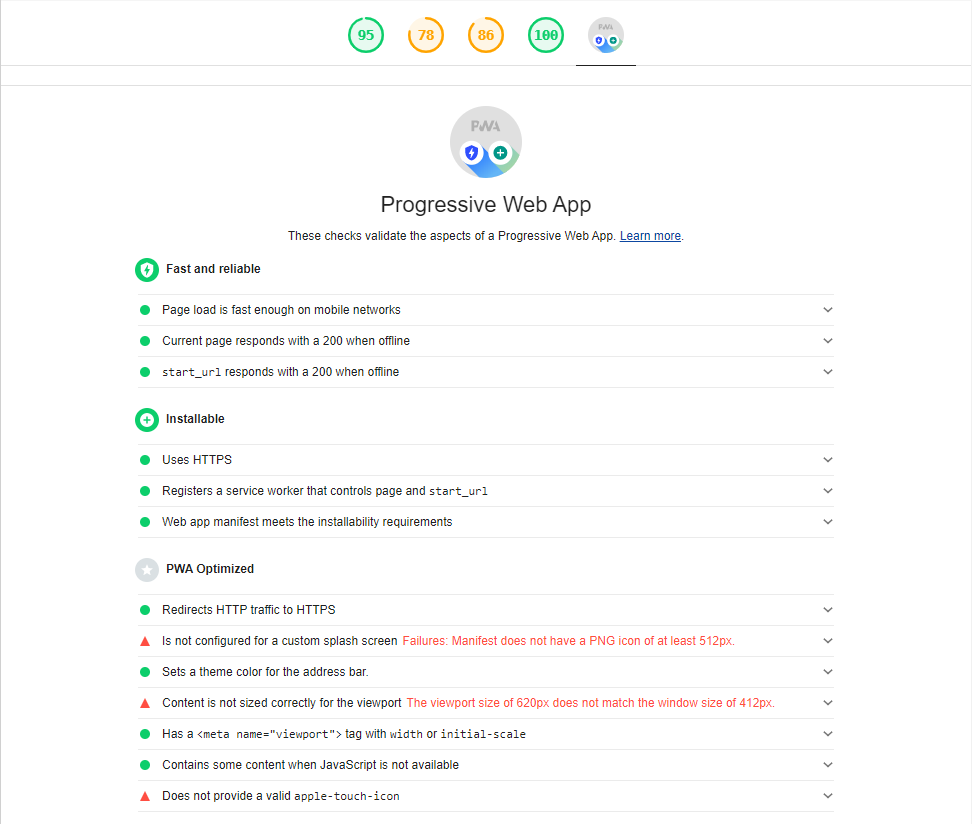 95 78 86 100 PWA
PWA
Progressive Web App
These checks validate the aspects of a Progressive Web App. Learn more.
Fast and reliable
Page load is fast enough on mobile networks
Current page responds with a 200 when offline
start_url responds with a 200 when offline
Installable
Uses HTTPS
Registers a service worker that controls page and start_url
Web app manifest meets the installability requirements
PWA Optimized
Redirects HTTP traffic to HTTPS
Is not configured for a custom splash screen Failures: Manifest does not have a PNG icon of at least 512px.
Sets a theme color for the address bar.
Content is not sized correctly for the viewport The viewport size of 620px does not match the window size of 412px.
Has a <meta name="viewport"> tag with width or initial-scale
Contains some content when JavaScript is not available
Does not provide a valid apple-touch-icon